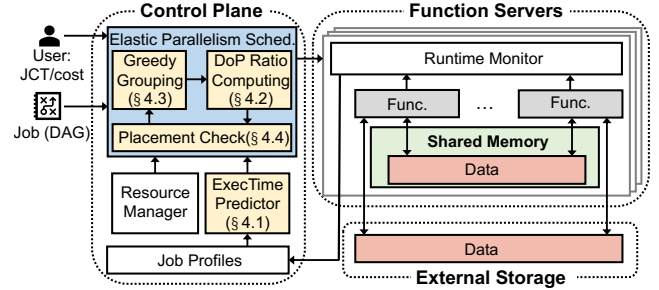 Control Plane
Function Servers
User:
JCT/cost
Job (DAG)
Elastic Parallelism Sched.
Greedy
Grouping
(§ 4.3)
DoP Ratio
Computing
(§ 4.2)
Placement Check(§ 4.4)
Resource
Manager
ExecTime
Predictor
(§ 4.1)
Job Profiles
Runtime Monitor
Func.
...
Func.
Shared Memory
Data
Data
External Storage